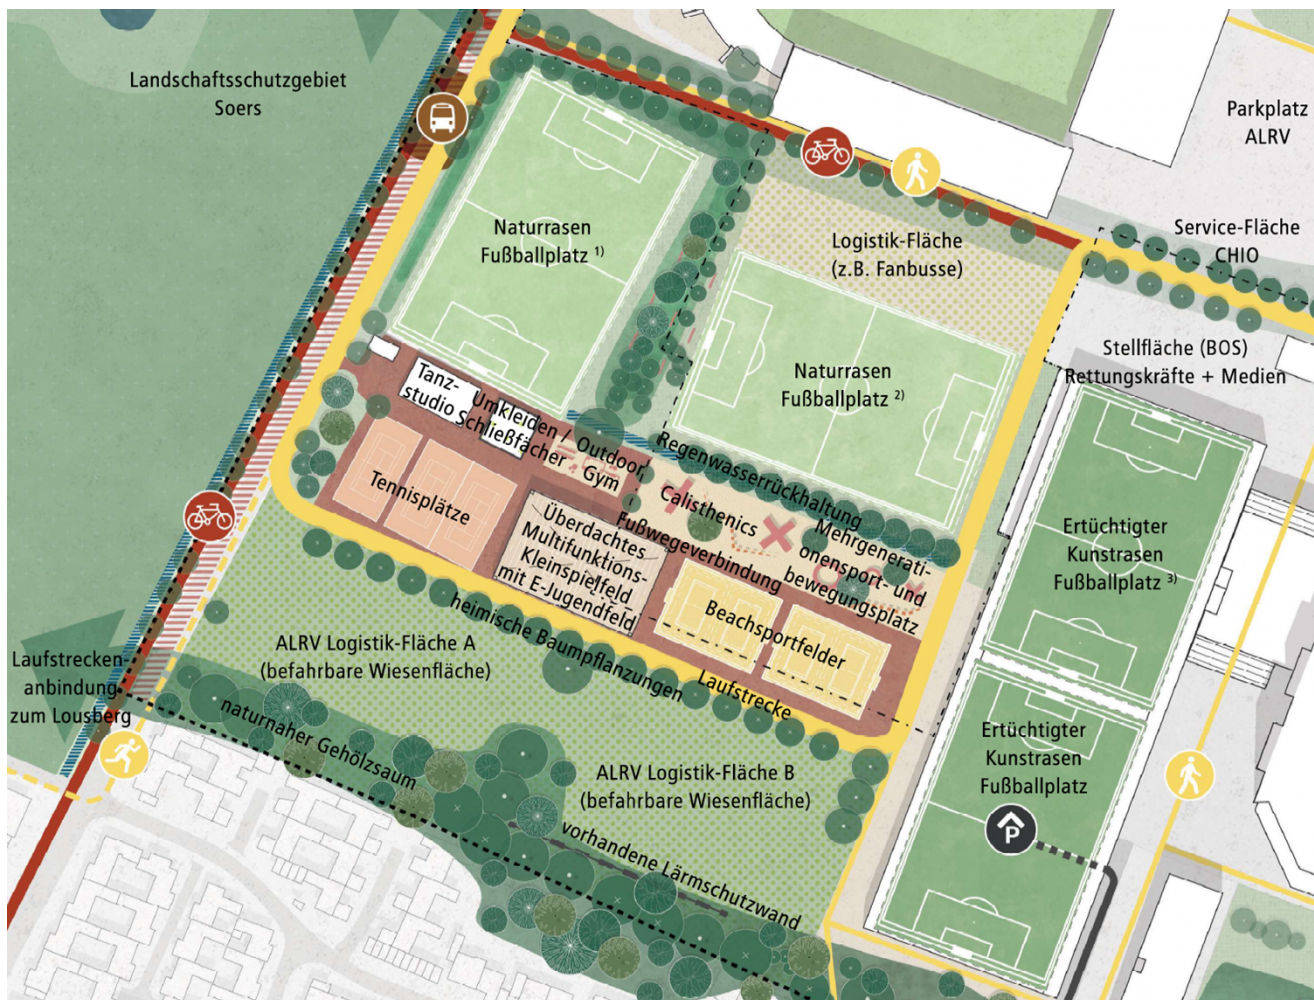 Landschaftsschutzgebiet
Soers
Parkplatz
ALRV
Naturrasen
Fußballplatz ¹⁾
Logistik-Fläche
(z.B. Fanbusse)
Service-Fläche
CHIO
Stellfläche (BOS)
Rettungskräfte + Medien
Naturrasen
Fußballplatz ²⁾
Tanz-
studio
Umkleiden /
Schließfächer
Outdoor
Gym
Regenwasserrückhaltung
Tennisplätze
Calisthenics
Überdachtes
Multifunktions-
Kleinspielfeld
mit E-Jugendfeld
Fußwegeverbindung
Mehrgenerati-
onensport- und
bewegungsplatz
Ertüchtigter
Kunstrasen
Fußballplatz ³⁾
Beachsportfelder
heimische Baumpflanzungen
Laufstrecke
ALRV Logistik-Fläche A
(befahrbare Wiesenfläche)
Laufstrecken-
anbindung
zum Lousberg
naturnaher Gehölzsaum
Ertüchtigter
Kunstrasen
Fußballplatz
ALRV Logistik-Fläche B
(befahrbare Wiesenfläche)
P
vorhandene Lärmschutzwand